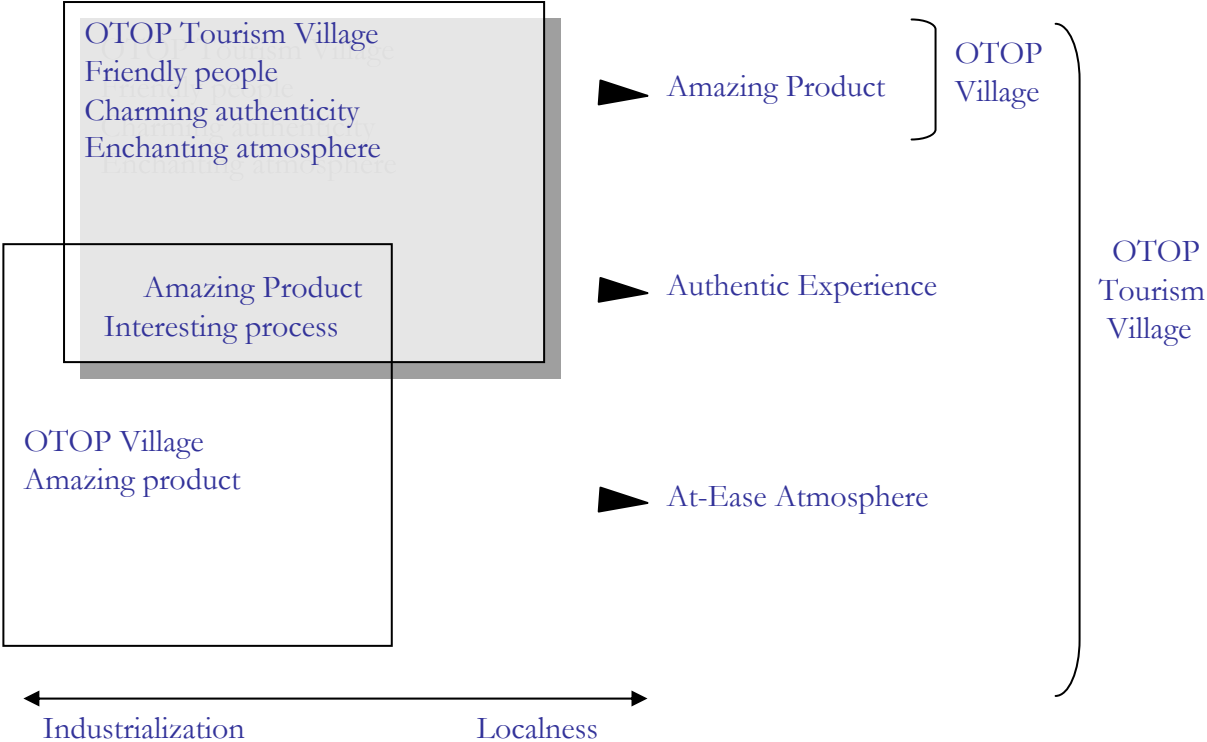 OTOP Tourism Village
Friendly people
Charming authenticity
Enchanting atmosphere
Amazing Product
Interesting process
OTOP Village
Amazing product
Amazing Product
OTOP
Village
Authentic Experience
At-Ease Atmosphere
OTOP
Tourism
Village
Industrialization
Localness